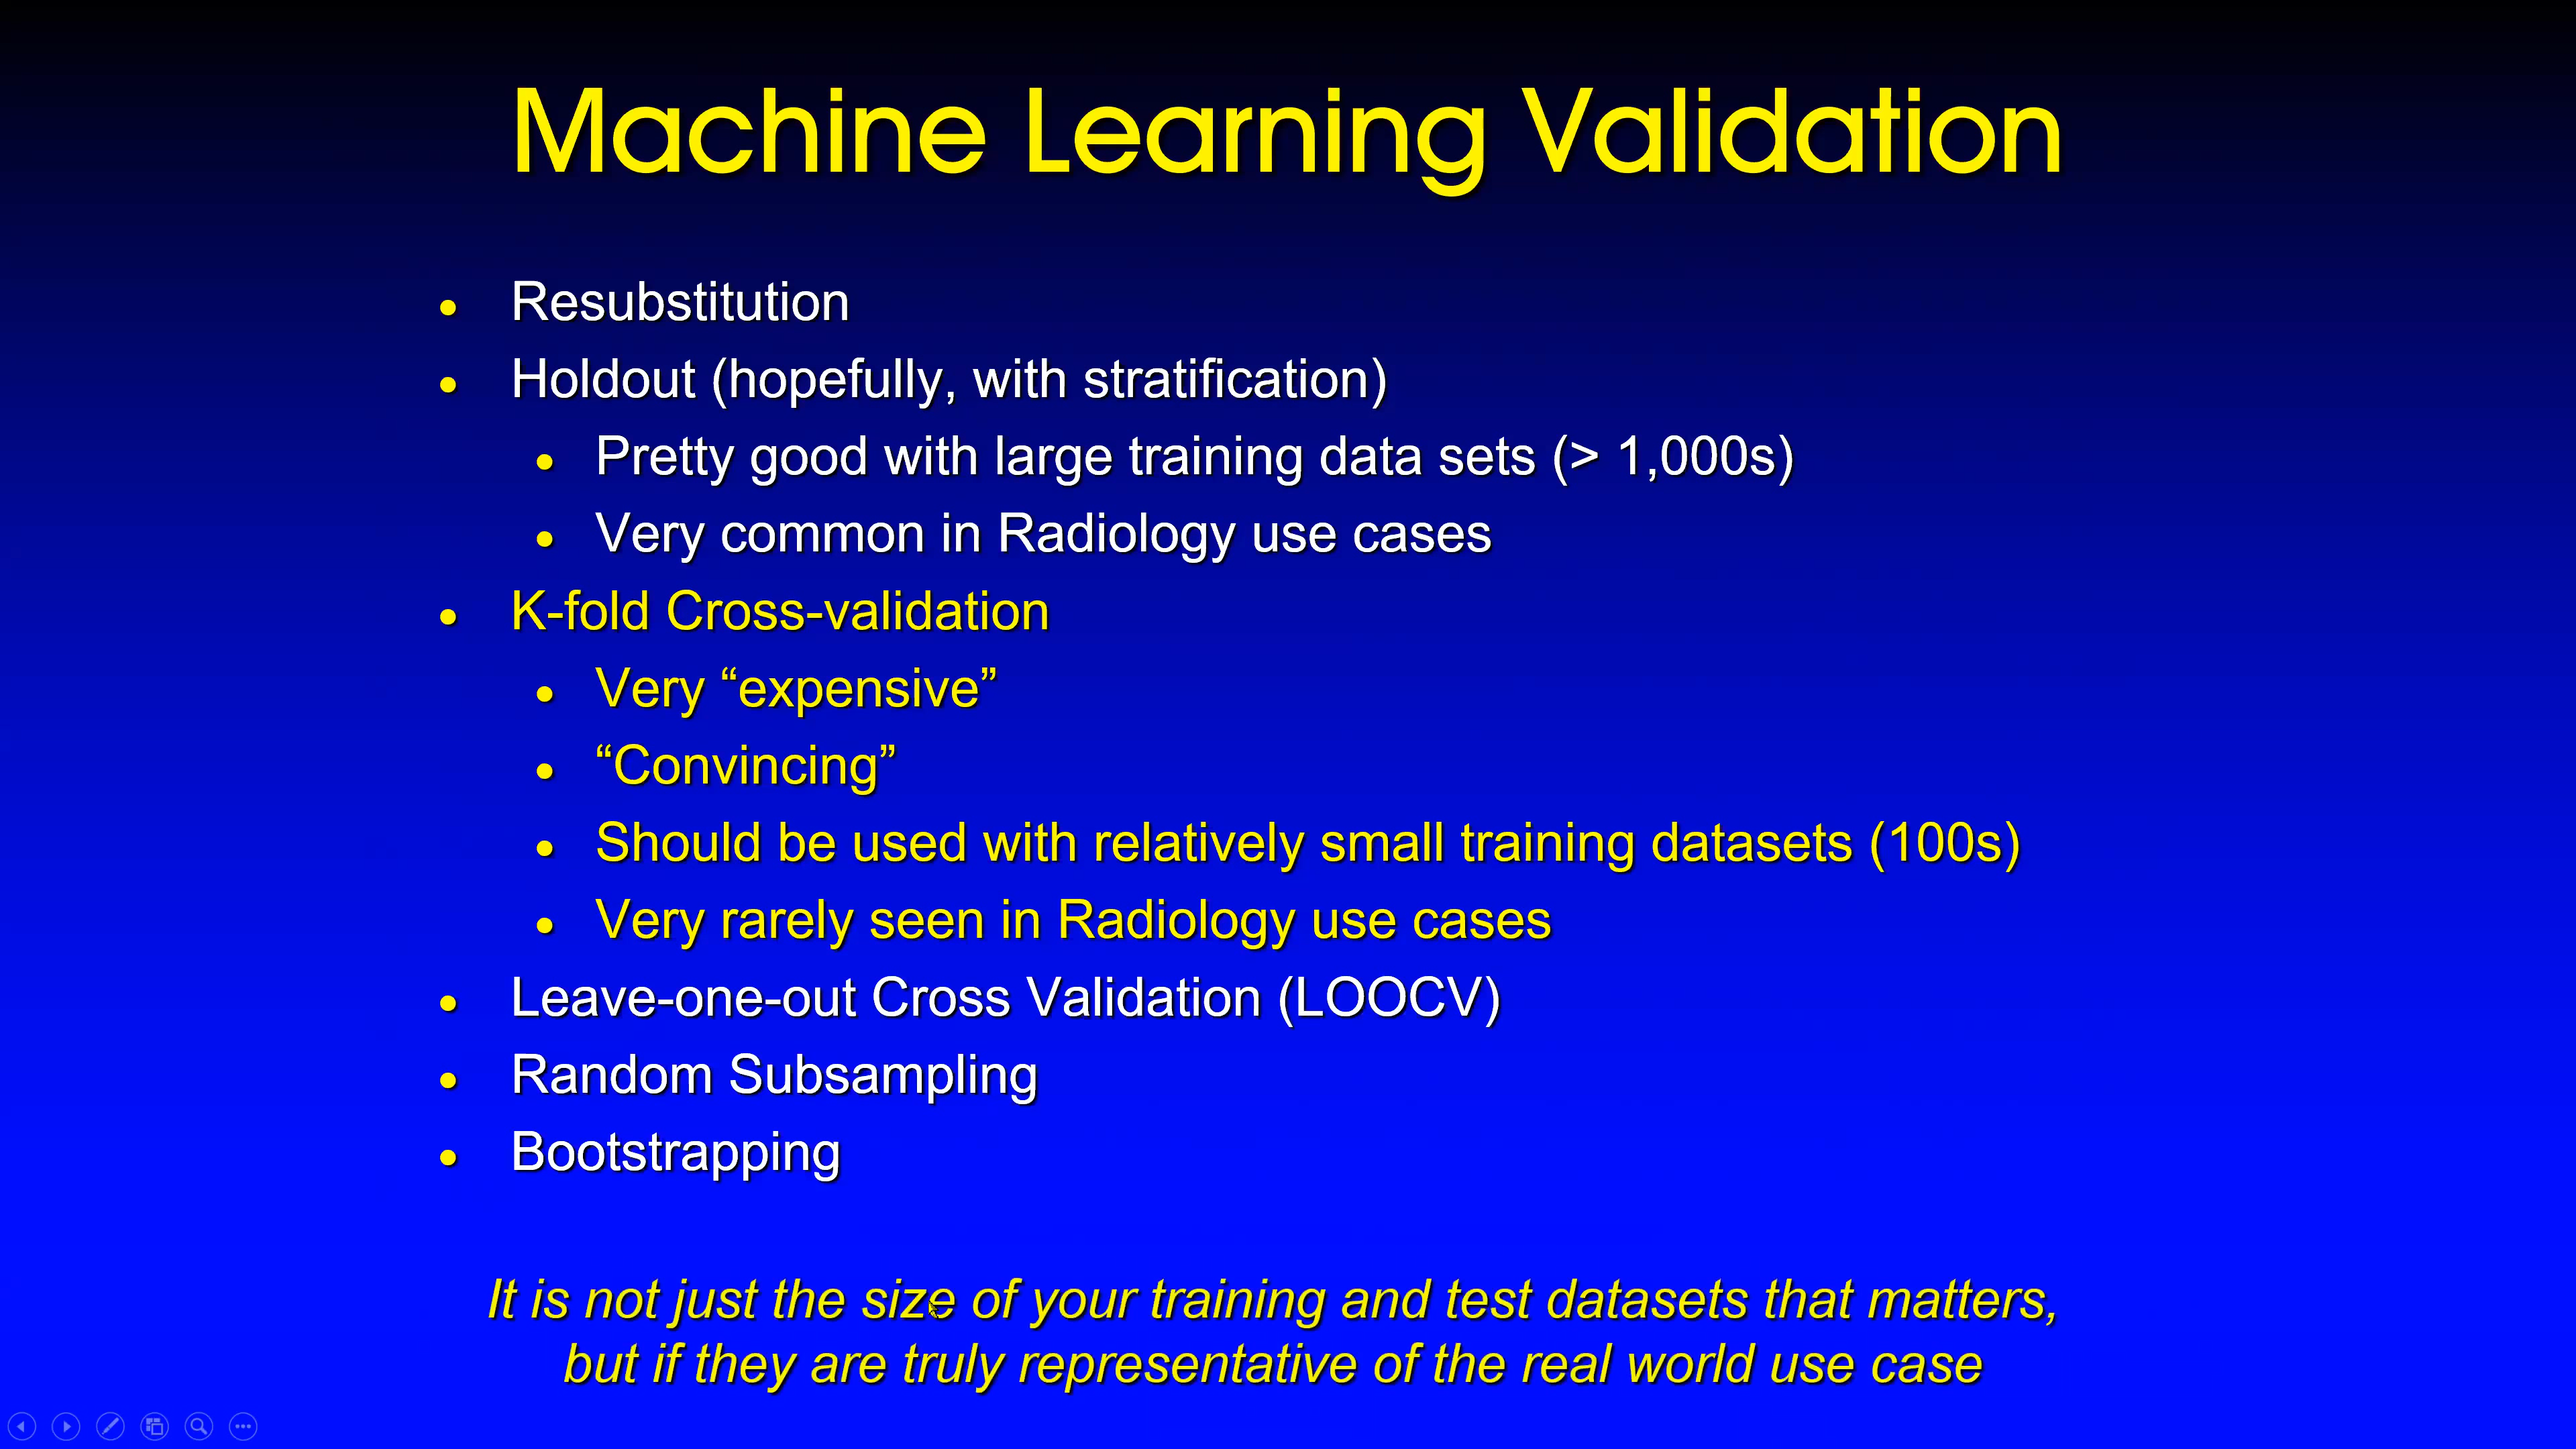 Machine Learning Validation
Resubstitution
Holdout (hopefully, with stratification)
Pretty good with large training data sets (> 1,000s)
Very common in Radiology use cases
K-fold Cross-validation
Very “expensive”
“Convincing”
Should be used with relatively small training datasets (100s)
Very rarely seen in Radiology use cases
Leave-one-out Cross Validation (LOOCV)
Random Subsampling
Bootstrapping
It is not just the size of your training and test datasets that matters,
but if they are truly representative of the real world use case